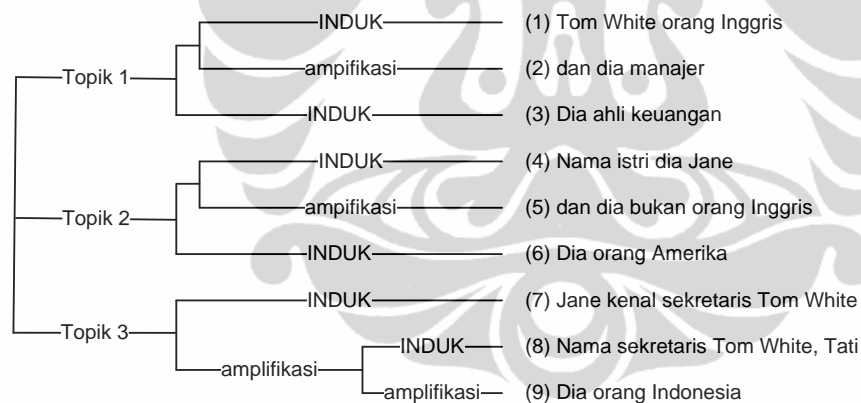 INDUK (1) Tom White orang Inggris
Topik 1 ampifikasi (2) dan dia manajer
INDUK (3) Dia ahli keuangan
INDUK (4) Nama istri dia Jane
Topik 2 ampifikasi (5) dan dia bukan orang Inggris
INDUK (6) Dia orang Amerika
INDUK (7) Jane kenal sekretaris Tom White
Topik 3 INDUK (8) Nama sekretaris Tom White, Tati
amplifikasi
amplifikasi (9) Dia orang Indonesia